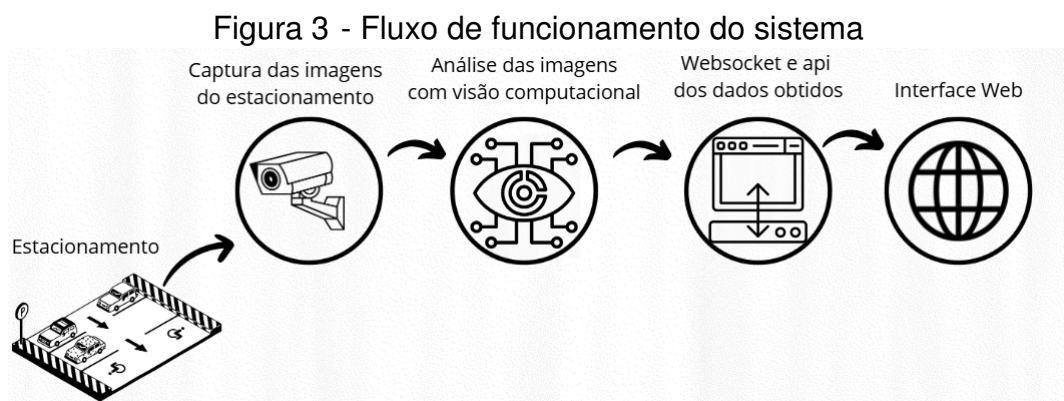 Figura 3 - Fluxo de funcionamento do sistema
Captura das imagens
do estacionamento
Análise das imagens
com visão computacional
Websocket e api
dos dados obtidos
Interface Web
Estacionamento
P